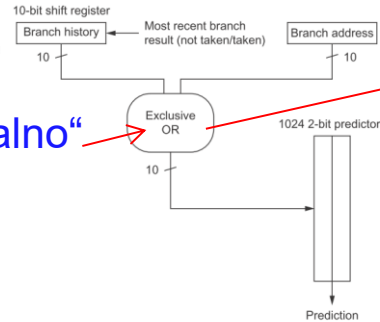 10-bit shift register
Branch history
Most recent branch
result (not taken/taken)
Branch address
10
10
alno“
Exclusive
OR
1024 2-bit predictors
10
Prediction